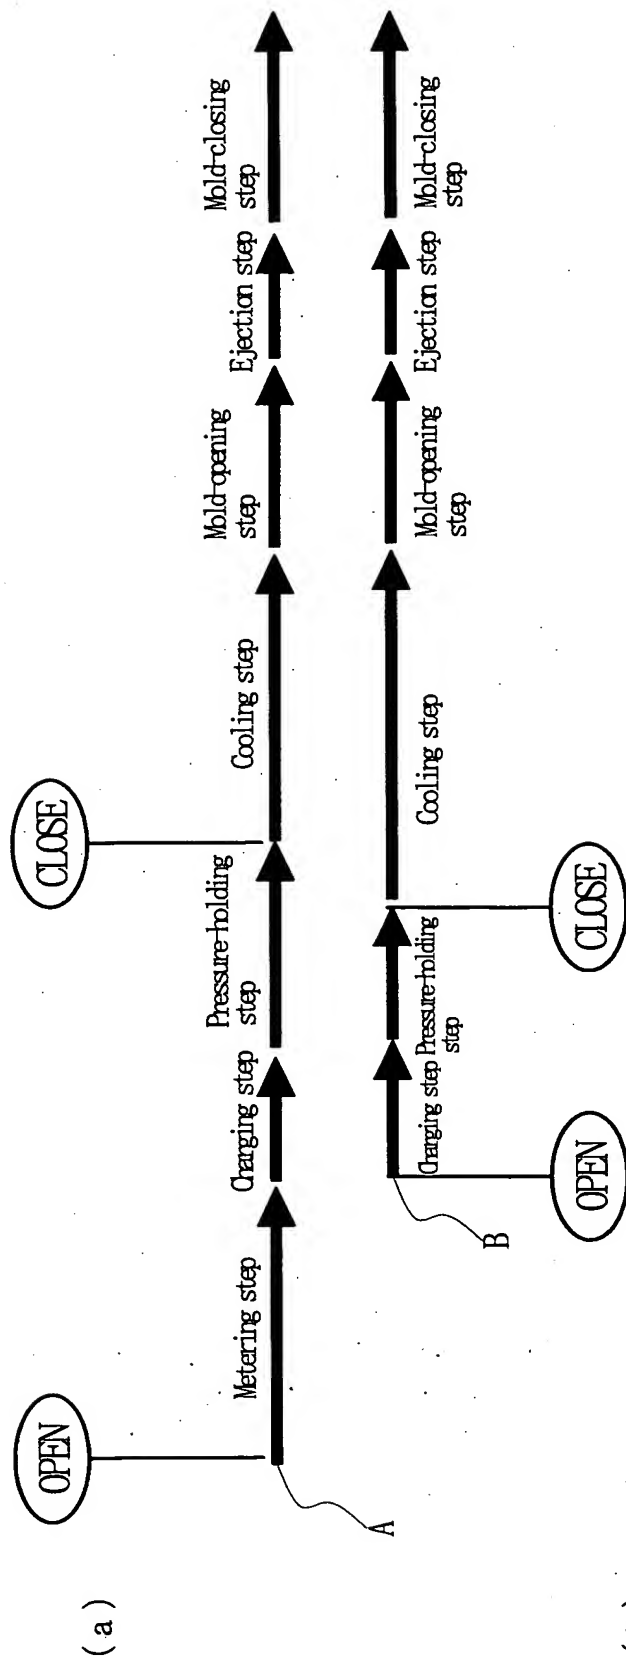 (a)
OPEN
CLOSE
Metering step
Charging step
Pressure-holding
step
Cooling step
Mold-opening
step
Ejection step
Mold-closing
step
A
B
Charging step
Pressure-holding
step
Cooling step
Mold-opening
step
Ejection step
Mold-closing
step
OPEN
CLOSE